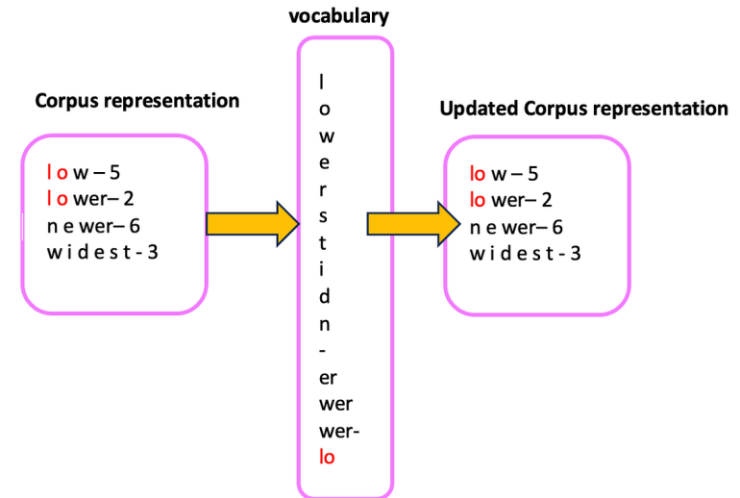 vocabulary
Corpus representation
l o w – 5
l o wer– 2
n e wer– 6
w i d e s t - 3
l
o
w
e
r
s
t
i
d
n
-
er
wer
wer-
lo
Updated Corpus representation
lo w – 5
lo wer– 2
n e wer– 6
w i d e s t - 3